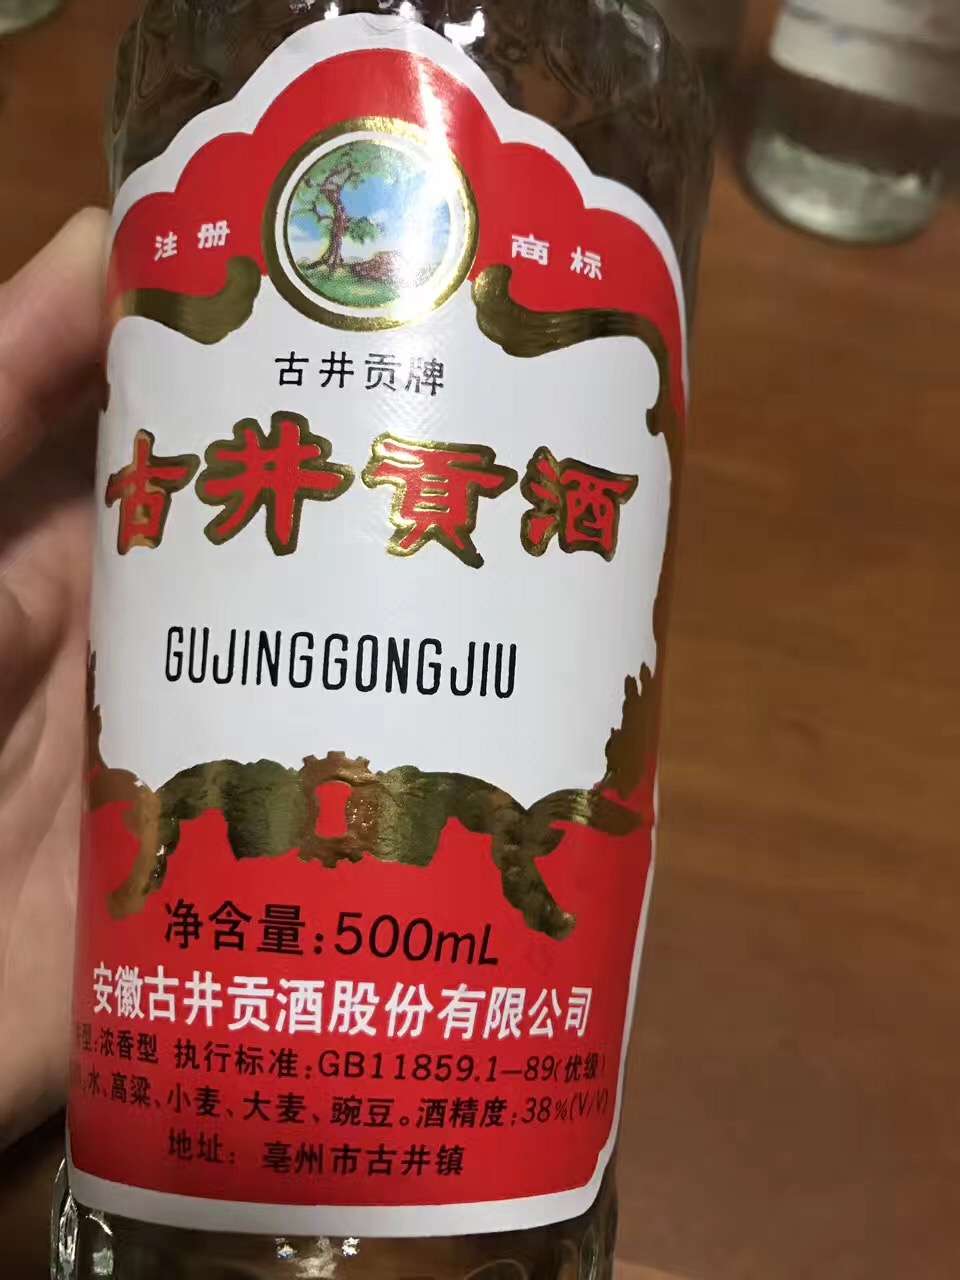 注册 商标
古井贡牌
古井贡酒
GUJINGGONGJIU
净含量:500mL
安徽古井贡酒股份有限公司
型:浓香型 执行标准:GB11859.1—89(优级)
水、高粱、小麦、大麦、豌豆。酒精度:38%(V/V)
地址: 亳州市古井镇